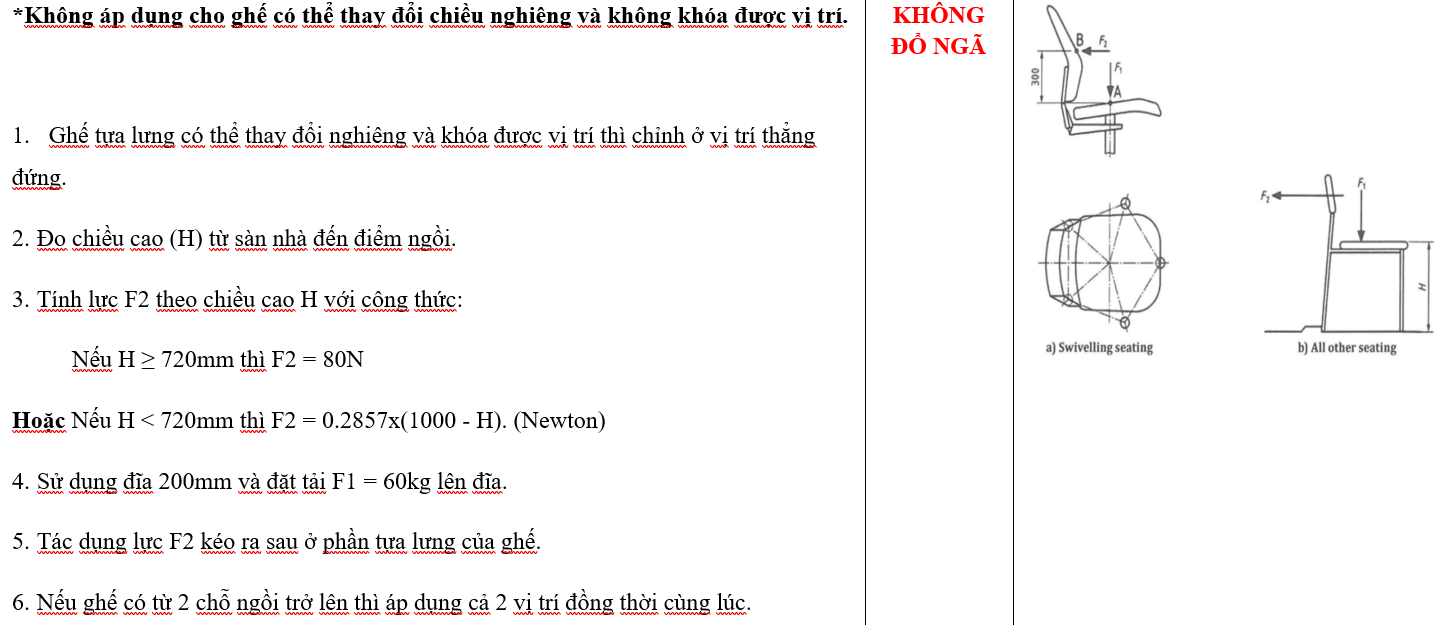 *Không áp dụng cho ghế có thể thay đổi chiều nghiêng và không khóa được vị trí.
1. Ghế tựa lưng có thể thay đổi nghiêng và khóa được vị trí thì chỉnh ở vị trí thẳng
đứng.
2. Đo chiều cao (H) từ sàn nhà đến điểm ngồi.
3. Tính lực F2 theo chiều cao H với công thức:
Nếu H ≥ 720mm thì F2 = 80N
Hoặc Nếu H < 720mm thì F2 = 0.2857x(1000 - H). (Newton)
4. Sử dụng đĩa 200mm và đặt tải F1 = 60kg lên đĩa.
5. Tác dụng lực F2 kéo ra sau ở phần tựa lưng của ghế.
6. Nếu ghế có từ 2 chỗ ngồi trở lên thì áp dụng cả 2 vị trí đồng thời cùng lúc.
KHÔNG
ĐỔ NGÃ
B F₂
F₁
300
A
a) Swivelling seating
F₂
F₁
H
b) All other seating